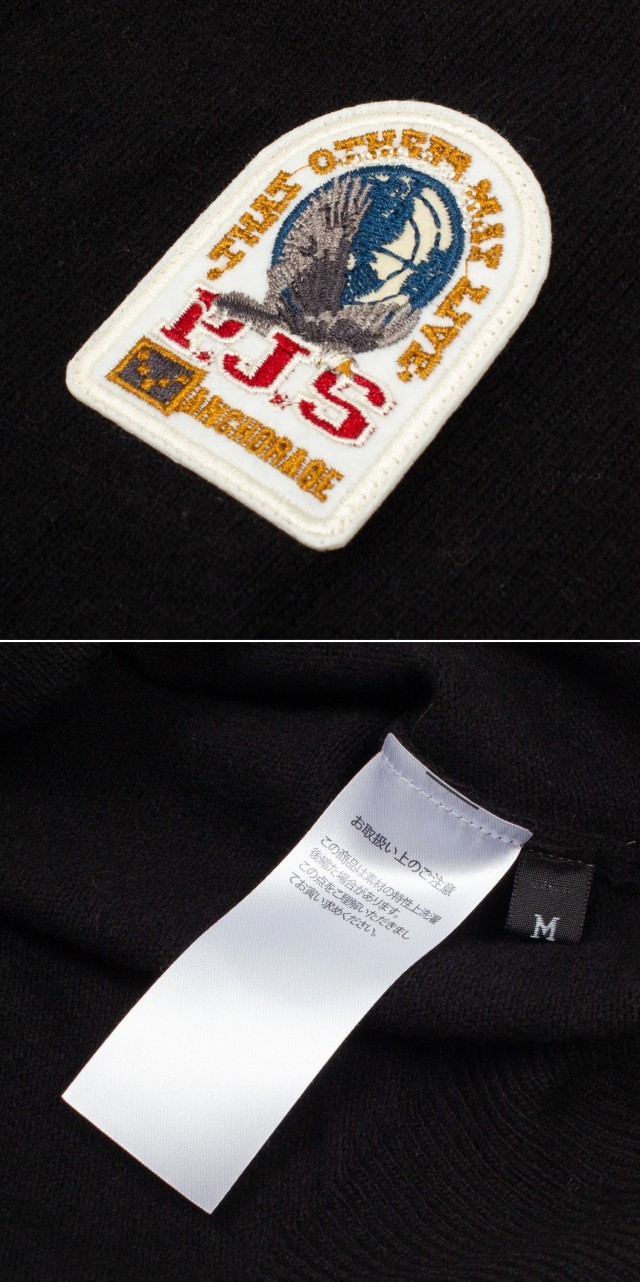 THAT OTHERS MAY LIVE
P.J.S
ANCHORAGE
お取扱い上のご注意
この商品は素材の特性上洗濯
後縮む場合があります。
この点をご理解いただきまし
てお買い求めください。
M